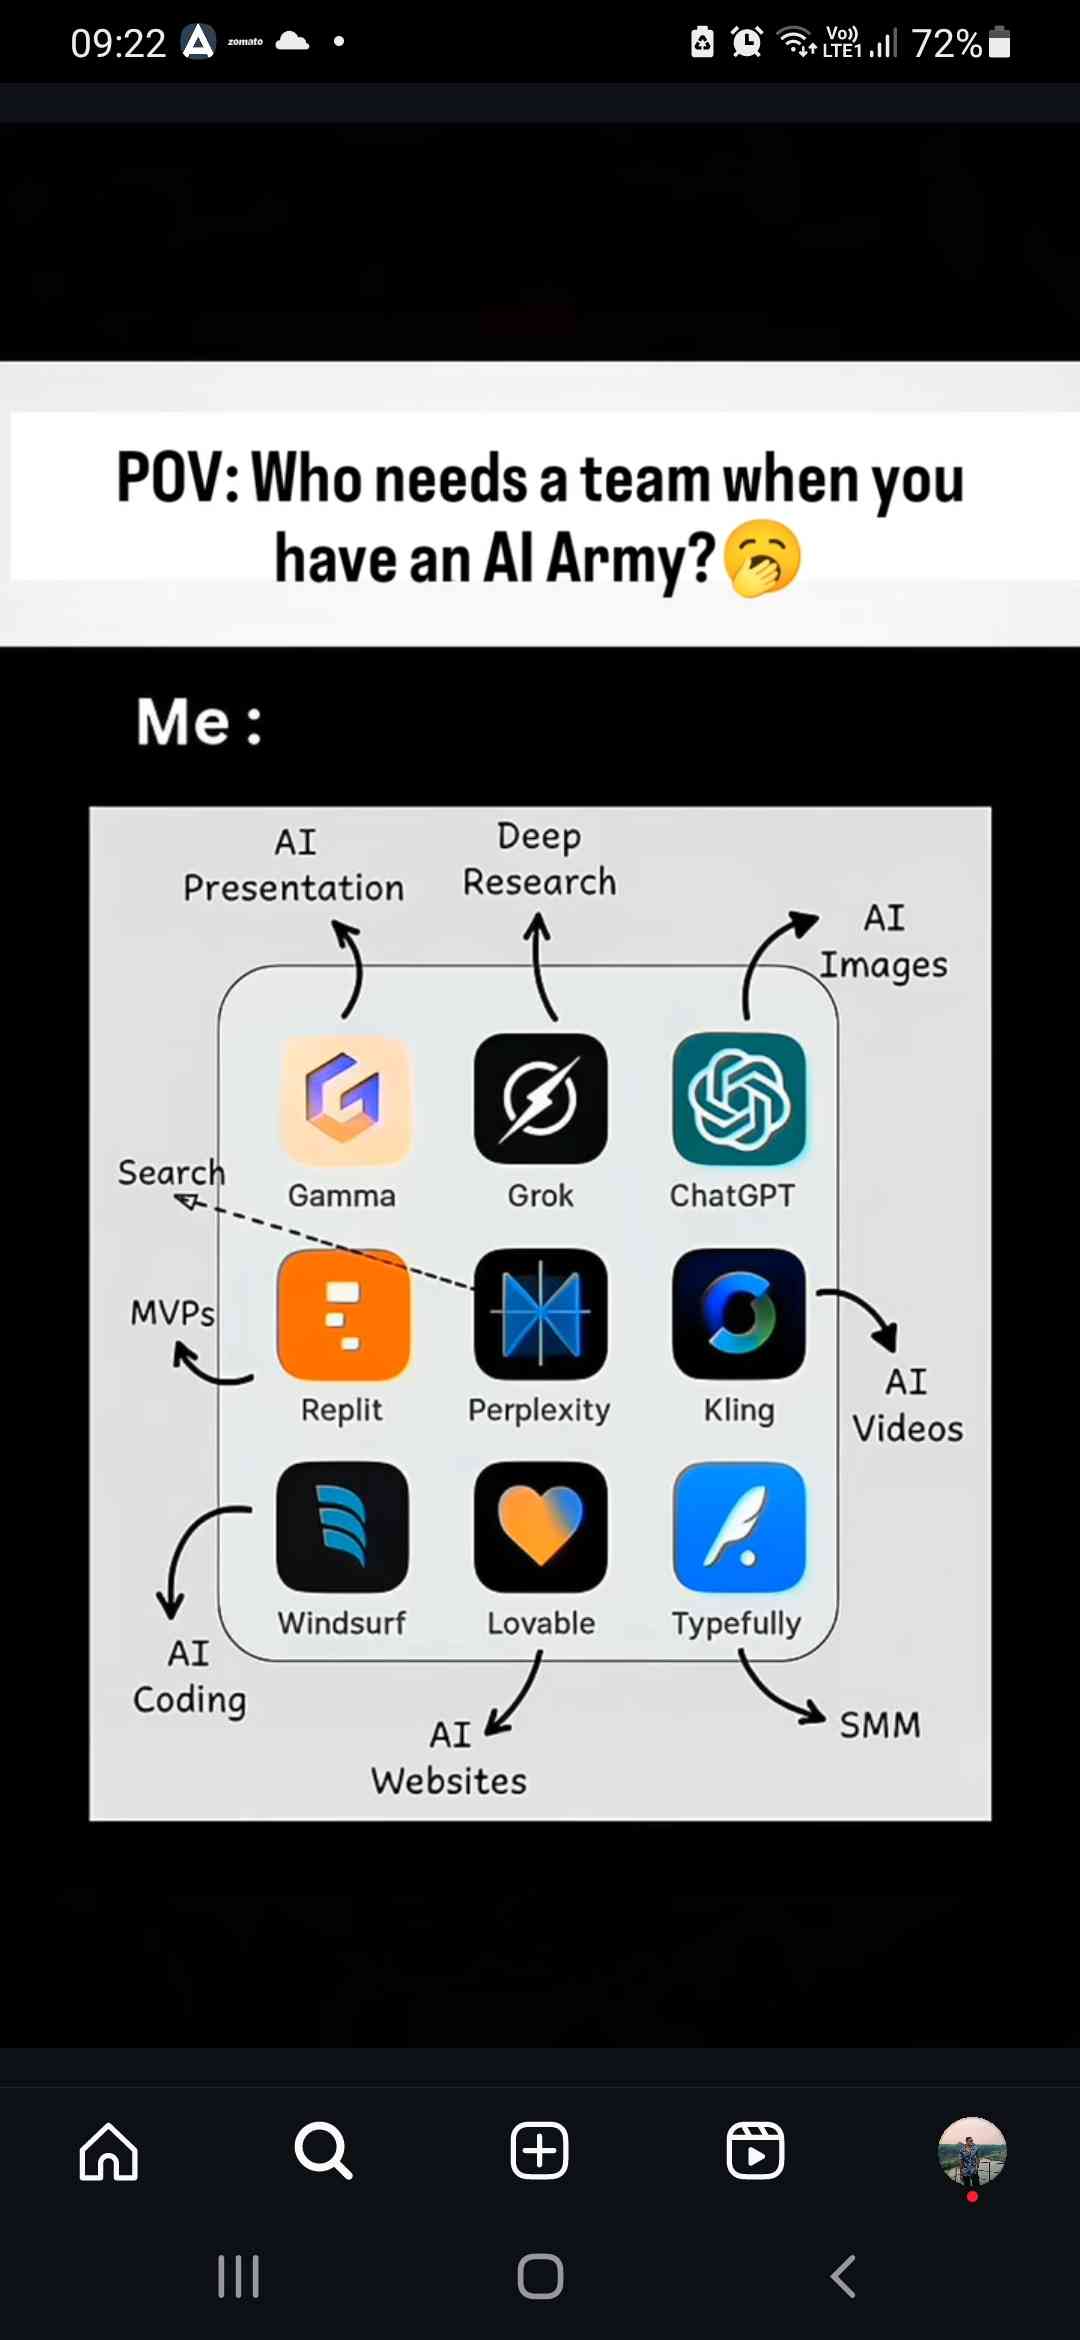 09:22
zomato
Vo))
LTE1
72%
POV: Who needs a team when you
have an AI Army?🥱
Me :
AI
Presentation
Deep
Research
AI
Images
Gamma
Grok
ChatGPT
Search
MVPs
Replit
Perplexity
Kling
AI
Videos
Windsurf
Lovable
Typefully
AI
Coding
AI
Websites
SMM